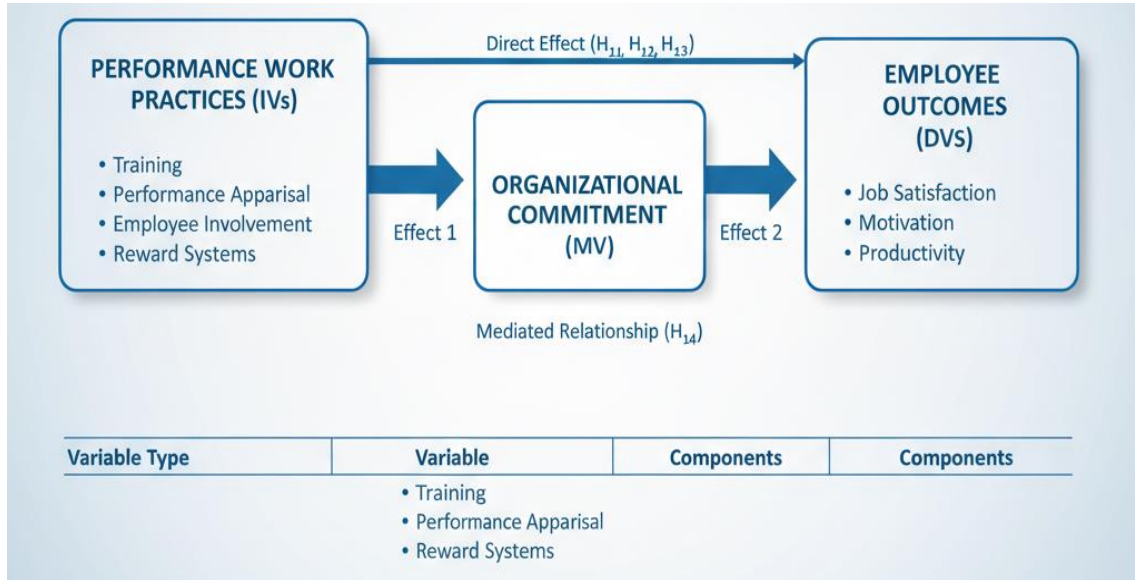 Direct Effect (H₁₁, H₁₂, H₁₃)
PERFORMANCE WORK
PRACTICES (IVs)
• Training
• Performance Apparisal
• Employee Involvement
• Reward Systems
Effect 1
ORGANIZATIONAL
COMMITMENT
(MV)
Effect 2
EMPLOYEE
OUTCOMES
(DVS)
• Job Satisfaction
• Motivation
• Productivity
Mediated Relationship (H₁₄)
Variable Type Variable Components Components
• Training
• Performance Apparisal
• Reward Systems